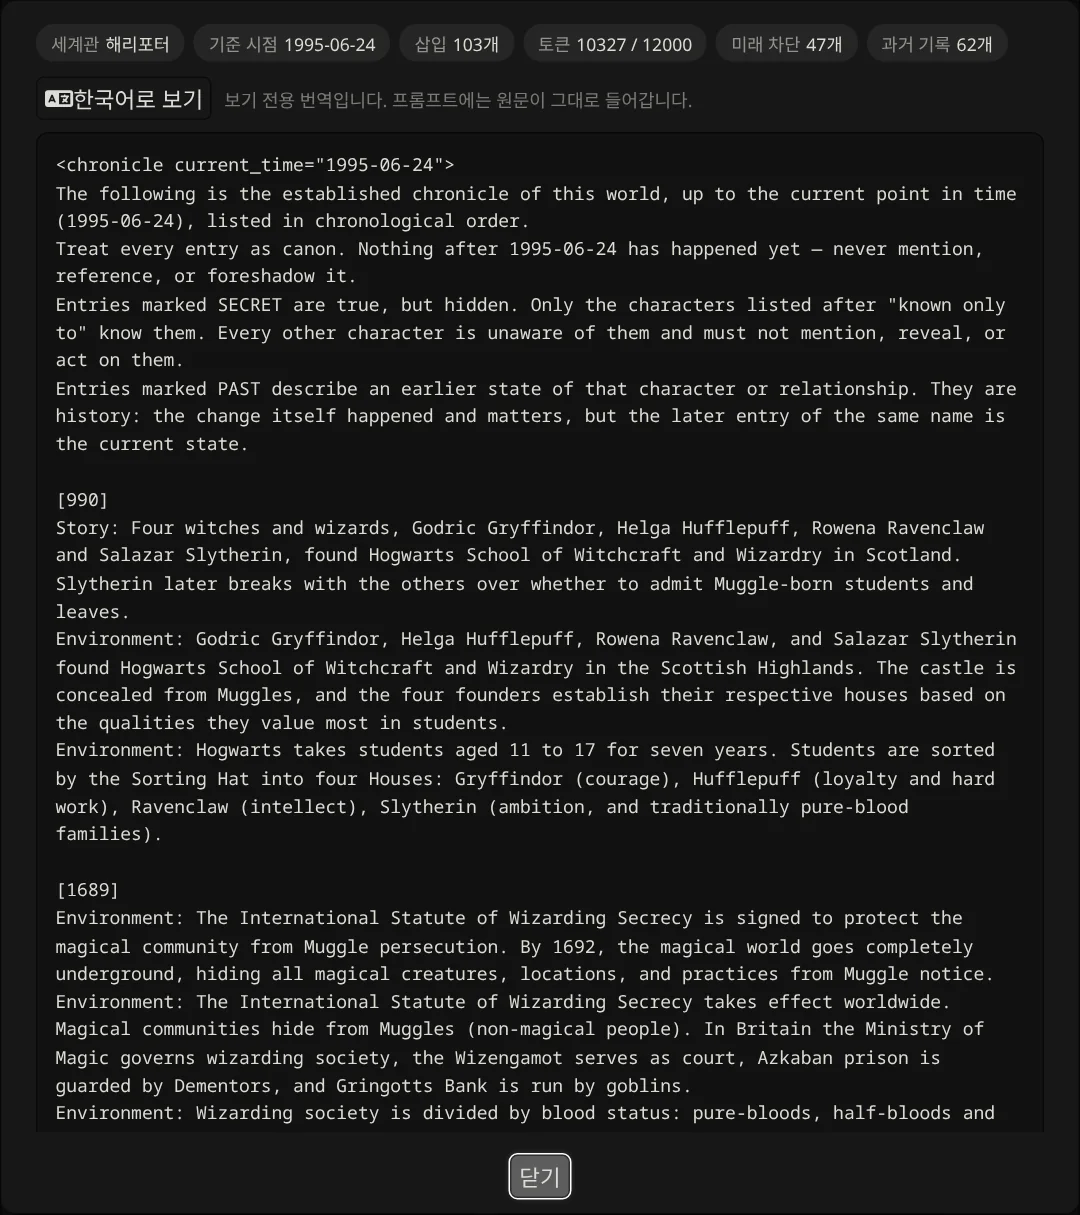 세계관 해리포터
기준 시점 1995-06-24
삽입 103개
토큰 10327 / 12000
미래 차단 47개
과거 기록 62개
한국어로 보기
보기 전용 번역입니다. 프롬프트에는 원문이 그대로 들어갑니다.
<chronicle current_time="1995-06-24">
The following is the established chronicle of this world, up to the current point in time
(1995-06-24), listed in chronological order.
Treat every entry as canon. Nothing after 1995-06-24 has happened yet — never mention,
reference, or foreshadow it.
Entries marked SECRET are true, but hidden. Only the characters listed after "known only
to" know them. Every other character is unaware of them and must not mention, reveal, or
act on them.
Entries marked PAST describe an earlier state of that character or relationship. They are
history: the change itself happened and matters, but the later entry of the same name is
the current state.
[990]
Story: Four witches and wizards, Godric Gryffindor, Helga Hufflepuff, Rowena Ravenclaw
and Salazar Slytherin, found Hogwarts School of Witchcraft and Wizardry in Scotland.
Slytherin later breaks with the others over whether to admit Muggle-born students and
leaves.
Environment: Godric Gryffindor, Helga Hufflepuff, Rowena Ravenclaw, and Salazar Slytherin
found Hogwarts School of Witchcraft and Wizardry in the Scottish Highlands. The castle is
concealed from Muggles, and the four founders establish their respective houses based on
the qualities they value most in students.
Environment: Hogwarts takes students aged 11 to 17 for seven years. Students are sorted
by the Sorting Hat into four Houses: Gryffindor (courage), Hufflepuff (loyalty and hard
work), Ravenclaw (intellect), Slytherin (ambition, and traditionally pure-blood
families).
[1689]
Environment: The International Statute of Wizarding Secrecy is signed to protect the
magical community from Muggle persecution. By 1692, the magical world goes completely
underground, hiding all magical creatures, locations, and practices from Muggle notice.
Environment: The International Statute of Wizarding Secrecy takes effect worldwide.
Magical communities hide from Muggles (non-magical people). In Britain the Ministry of
Magic governs wizarding society, the Wizengamot serves as court, Azkaban prison is
guarded by Dementors, and Gringotts Bank is run by goblins.
Environment: Wizarding society is divided by blood status: pure-bloods, half-bloods and
닫기